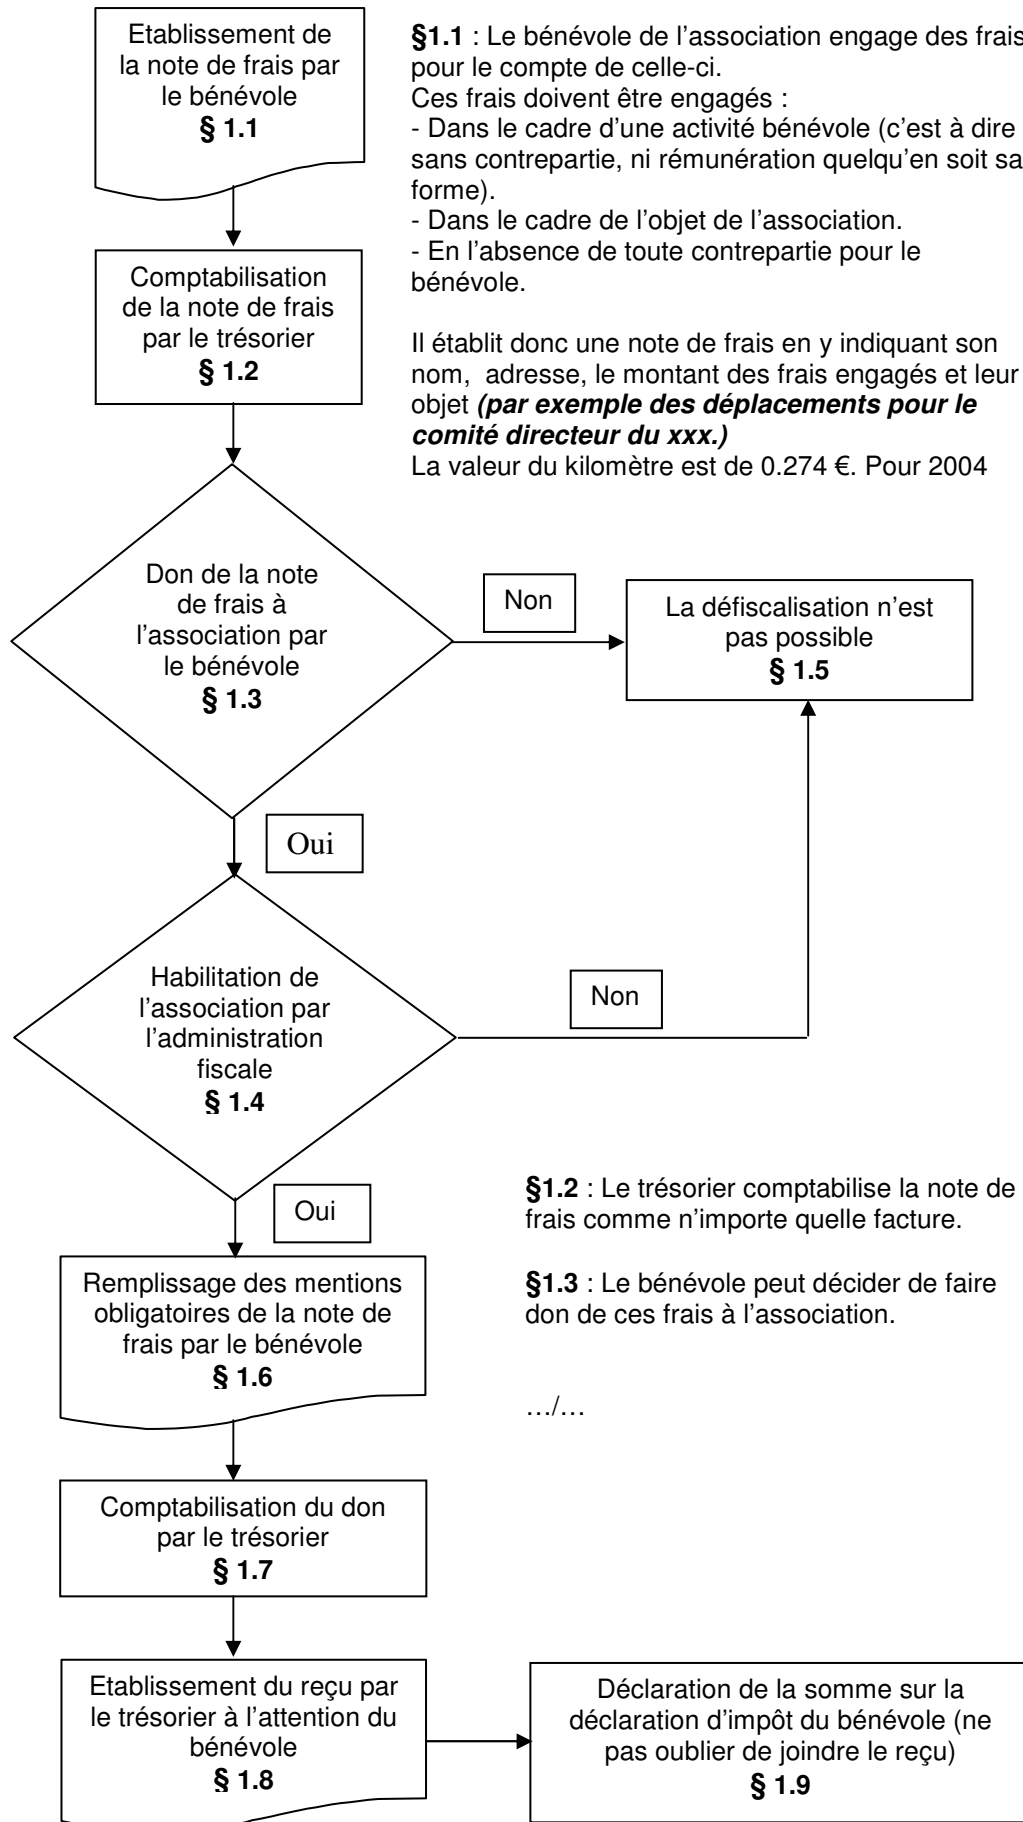 Etablissement de
la note de frais par
le bénévole
§ 1.1
§1.1 : Le bénévole de l'association engage des frais
pour le compte de celle-ci.
Ces frais doivent être engagés :
- Dans le cadre d'une activité bénévole (c'est à dire
sans contrepartie, ni rémunération quelqu'en soit sa
forme).
- Dans le cadre de l'objet de l'association.
- En l'absence de toute contrepartie pour le
bénévole.
Il établit donc une note de frais en y indiquant son
nom, adresse, le montant des frais engagés et leur
objet (par exemple des déplacements pour le
comité directeur du xxx.)
La valeur du kilomètre est de 0.274 €. Pour 2004
Comptabilisation
de la note de frais
par le trésorier
§ 1.2
Don de la note
de frais à
l'association par
le bénévole
§ 1.3
Non
La défiscalisation n'est
pas possible
§ 1.5
Oui
Habilitation de
l'association par
l'administration
fiscale
§ 1.4
Non
Oui
§1.2 : Le trésorier comptabilise la note de
frais comme n'importe quelle facture.
§1.3 : Le bénévole peut décider de faire
don de ces frais à l'association.
…/…
Remplissage des mentions
obligatoires de la note de
frais par le bénévole
§ 1.6
Comptabilisation du don
par le trésorier
§ 1.7
Etablissement du reçu par
le trésorier à l'attention du
bénévole
§ 1.8
Déclaration de la somme sur la
déclaration d'impôt du bénévole (ne
pas oublier de joindre le reçu)
§ 1.9